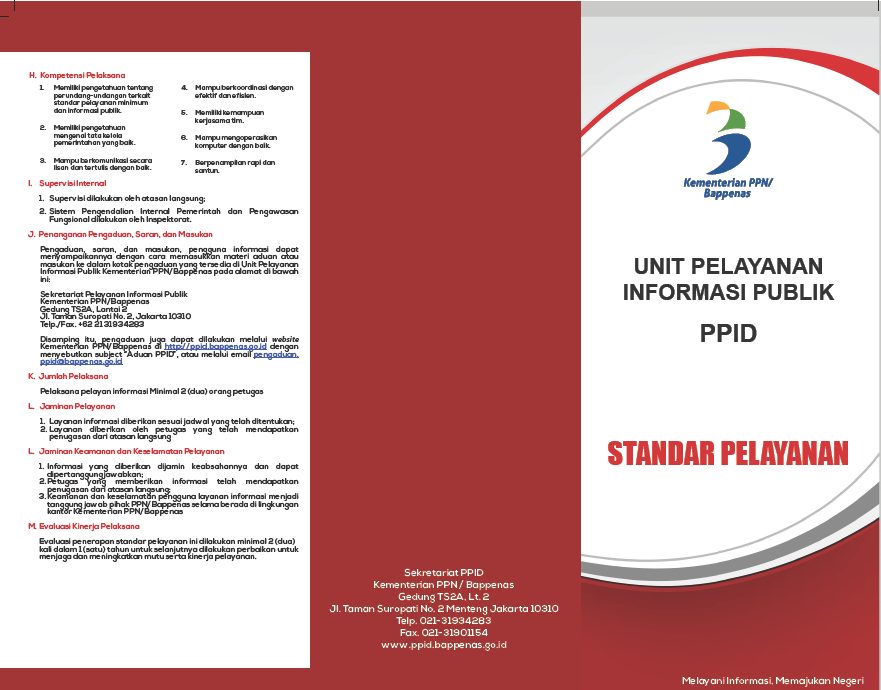 H. Kompetensi Pelaksana
1. Memiliki pengetahuan tentang
perundang-undangan terkait
standar pelayanan minimum
dan informasi publik.
2. Memiliki pengetahuan
mengenai tata kelola
pemerintahan yang baik.
3. Mampu berkomunikasi secara
lisan dan tertulis dengan baik.
4. Mampu berkoordinasi dengan
efektif dan efisien.
5. Memiliki kemampuan
kerjasama tim.
6. Mampu mengoperasikan
komputer dengan baik.
7. Berpenampilan rapi dan
santun.
I. Supervisi Internal
1. Supervisi dilakukan oleh atasan langsung;
2. Sistem Pengendalian Internal Pemerintah dan Pengawasan
Fungsional dilakukan oleh Inspektorat.
J. Penanganan Pengaduan, Saran, dan Masukan
Pengaduan, saran, dan masukan, pengguna informasi dapat
menyampaikannya dengan cara memasukkan materi aduan atau
masukan ke dalam kotak pengaduan yang tersedia di Unit Pelayanan
Informasi Publik Kementerian PPN/Bappenas pada alamat di bawah
ini:
Sekretariat Pelayanan Informasi Publik
Kementerian PPN/Bappenas
Gedung TS2A, Lantai 2
Jl. Taman Suropati No. 2, Jakarta 10310
Telp./Fax. +62 21 31934283
Disamping itu, pengaduan juga dapat dilakukan melalui website
Kementerian PPN/Bappenas di http://ppid.bappenas.go.id dengan
menyebutkan subject "Aduan PPID", atau melalui email pengaduan.
ppid@bappenas.go.id
K. Jumlah Pelaksana
Pelaksana pelayan informasi Minimal 2 (dua) orang petugas
L. Jaminan Pelayanan
1. Layanan informasi diberikan sesuai jadwal yang telah ditentukan;
2. Layanan diberikan oleh petugas yang telah mendapatkan
penugasan dari atasan langsung
L. Jaminan Keamanan dan Keselamatan Pelayanan
1. Informasi yang diberikan dijamin keabsahannya dan dapat
dipertanggungjawabkan;
2. Petugas yang memberikan informasi telah mendapatkan
penugasan dari atasan langsung;
3. Keamanan dan keselamatan pengguna layanan informasi menjadi
tanggung jawab pihak PPN/Bappenas selama berada di lingkungan
kantor Kementerian PPN/Bappenas
M. Evaluasi Kinerja Pelaksana
Evaluasi penerapan standar pelayanan ini dilakukan minimal 2 (dua)
kali dalam 1 (satu) tahun untuk selanjutnya dilakukan perbaikan untuk
menjaga dan meningkatkan mutu serta kinerja pelayanan.
Sekretariat PPID
Kementerian PPN / Bappenas
Gedung TS2A, Lt. 2
Jl. Taman Suropati No. 2 Menteng Jakarta 10310
Telp. 021-31934283
Fax. 021-31901154
www.ppid.bappenas.go.id
Kementerian PPN/
Bappenas
UNIT PELAYANAN
INFORMASI PUBLIK
PPID
STANDAR PELAYANAN
Melayani Informasi, Memajukan Negeri